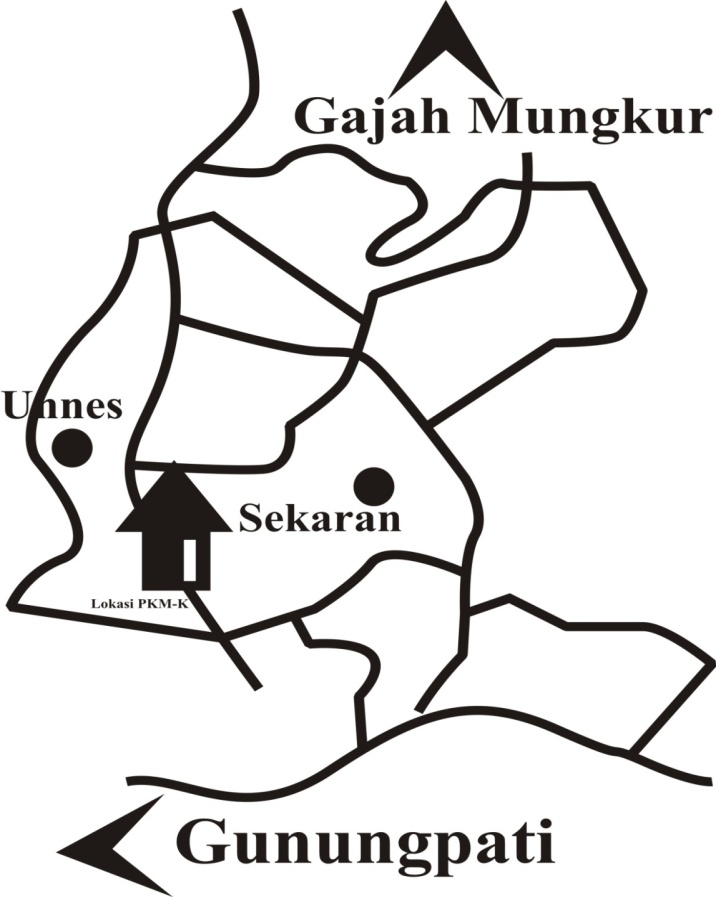 Gajah Mungkur
Unnes
Sekaran
Lokasi PKM-K
Gunungpati